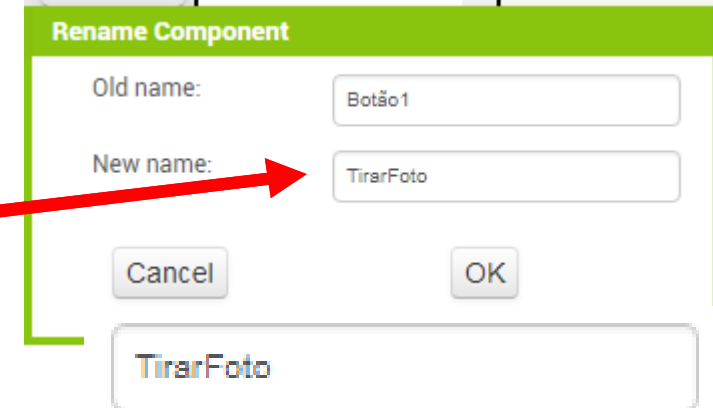 Rename Component
Old name: Botão1
New name: TirarFoto
Cancel OK
TirarFoto